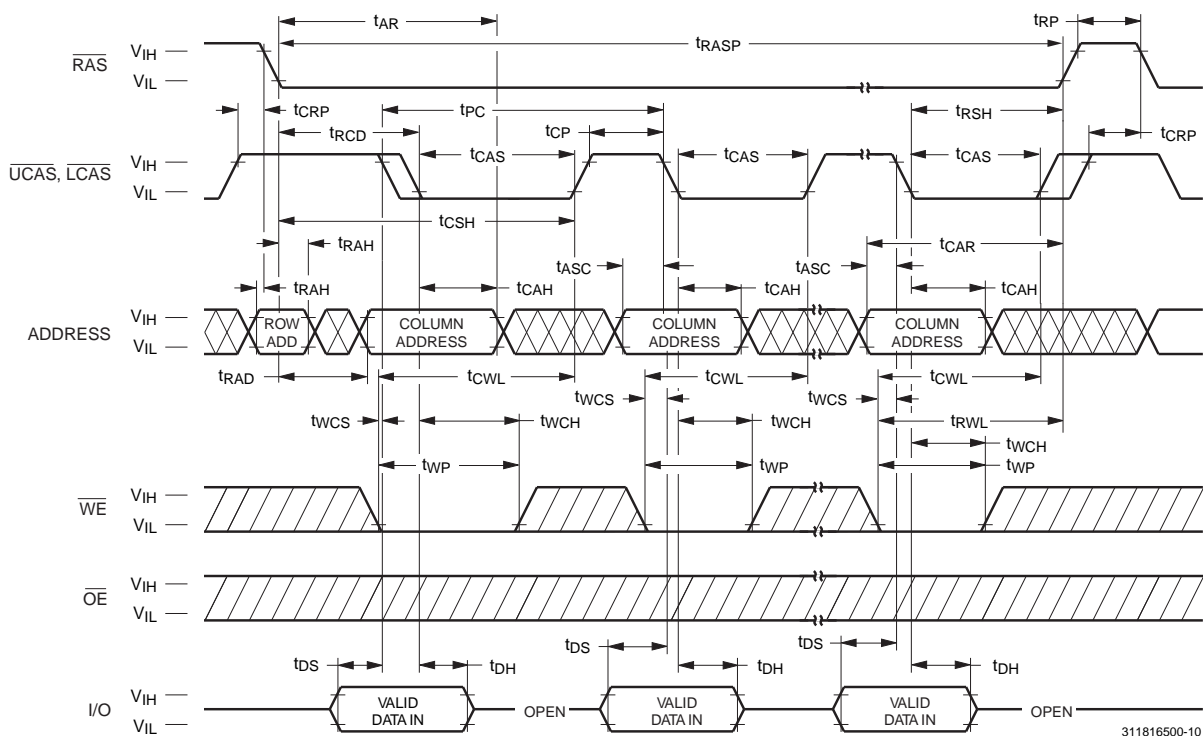 tAR
tRP
tRASP
RAS
VIH
VIL
tCRP
tPC
tRSH
tRCD
tCP
tCRP
UCAS, LCAS
VIH
VIL
tCAS
tCAS
tCAS
tCSH
tRAH
tCAR
tASC
tASC
tRAH
tCAH
tCAH
tCAH
ADDRESS
VIH
VIL
ROW ADD
COLUMN ADDRESS
COLUMN ADDRESS
COLUMN ADDRESS
tRAD
tCWL
tCWL
tCWL
tWCS
tWCS
tWCS
tWCH
tWCH
tRWL
tWCH
tWP
tWP
tWP
WE
VIH
VIL
OE
VIH
VIL
tDS
tDH
tDS
tDH
tDS
tDH
I/O
VIH
VIL
VALID DATA IN
OPEN
VALID DATA IN
VALID DATA IN
OPEN
311816500-10